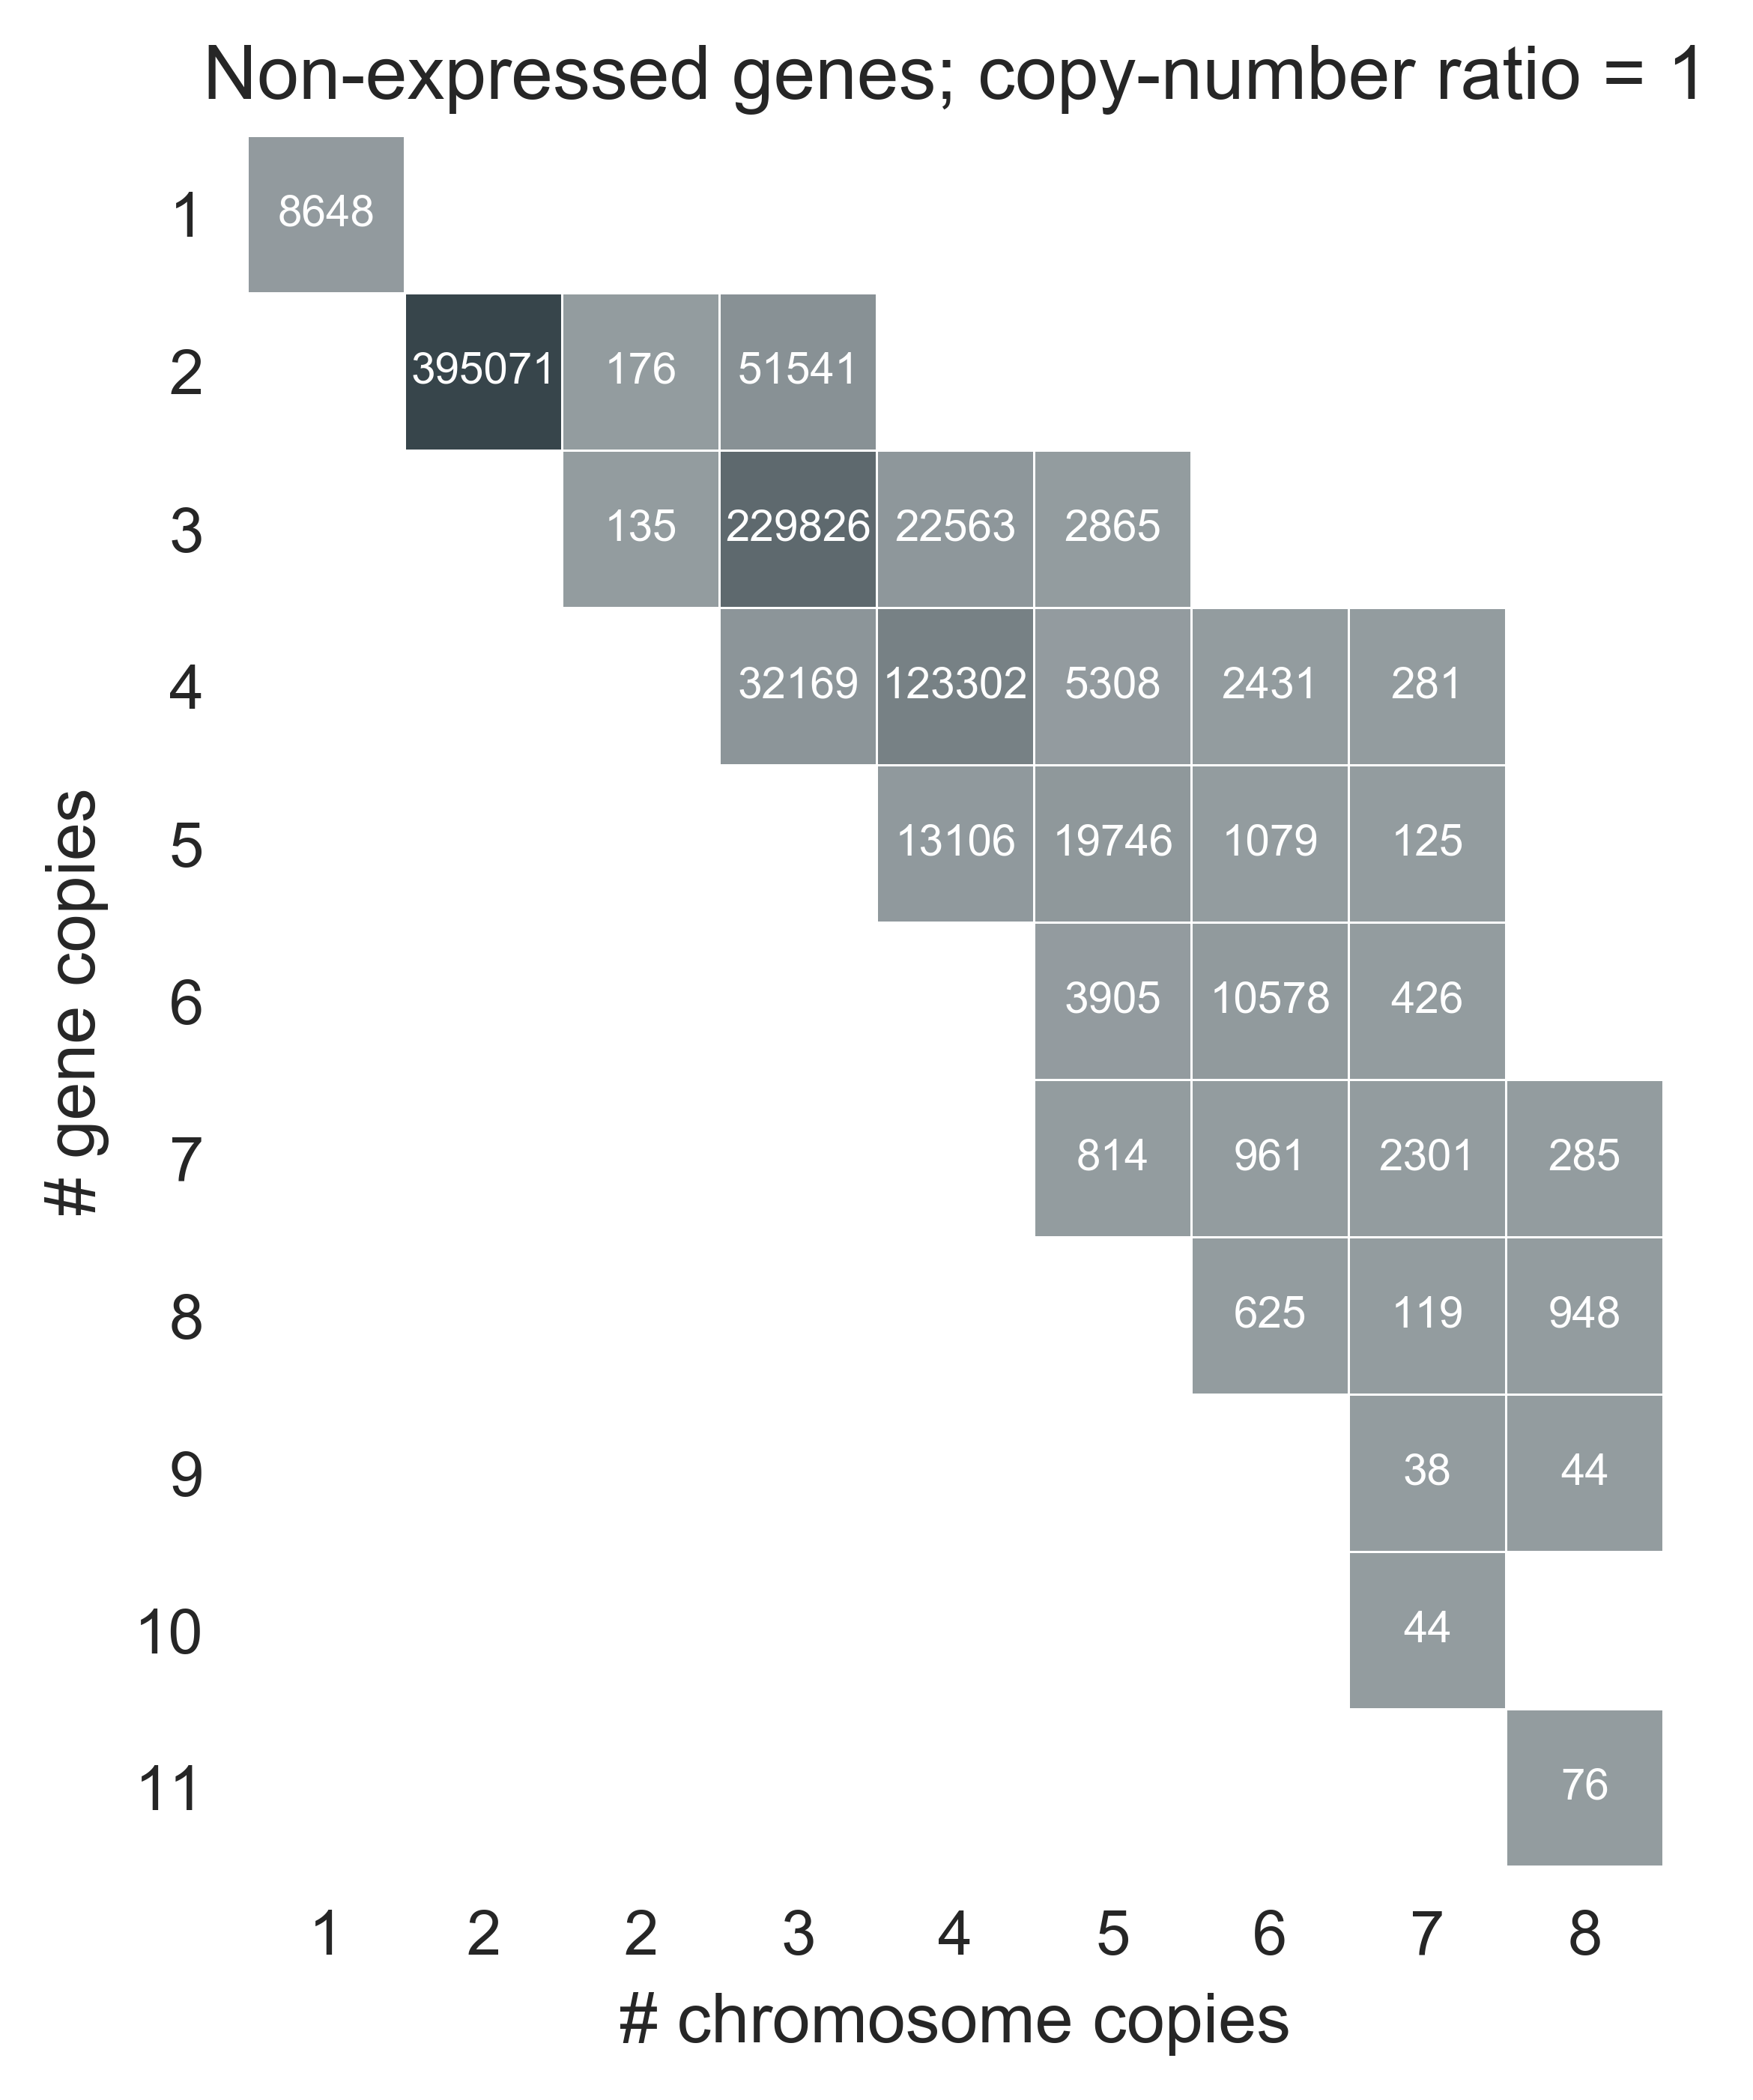 Non-expressed genes; copy-number ratio = 1
1 8648
2 395071 176 51541
3 135 229826 22563 2865
4 32169 123302 5308 2431 281
5 13106 19746 1079 125
6 3905 10578 426
7 814 961 2301 285
8 625 119 948
9 38 44
10 44
11 76
# gene copies
1 2 2 3 4 5 6 7 8
# chromosome copies